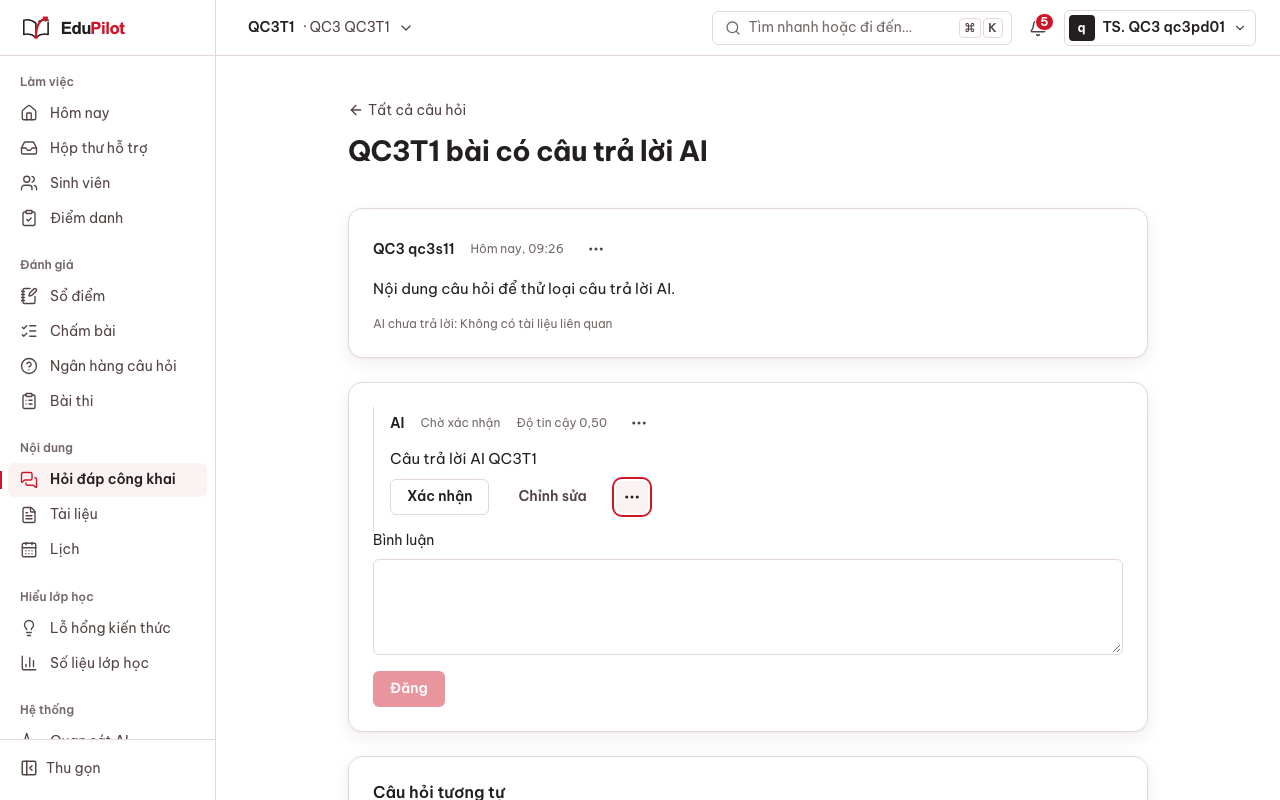 EduPilot
QC3T1 · QC3 QC3T1
Tìm nhanh hoặc đi đến... ⌘ K
5
q TS. QC3 qc3pd01
Làm việc
Hôm nay
Hộp thư hỗ trợ
Sinh viên
Điểm danh
Đánh giá
Sổ điểm
Chấm bài
Ngân hàng câu hỏi
Bài thi
Nội dung
Hỏi đáp công khai
Tài liệu
Lịch
Hiểu lớp học
Lỗ hổng kiến thức
Số liệu lớp học
Hệ thống
Thu gọn
← Tất cả câu hỏi
QC3T1 bài có câu trả lời AI
QC3 qc3s11 Hôm nay, 09:26
Nội dung câu hỏi để thử loại câu trả lời AI.
AI chưa trả lời: Không có tài liệu liên quan
AI Chờ xác nhận Độ tin cậy 0,50
Câu trả lời AI QC3T1
Xác nhận Chỉnh sửa
Bình luận
Đăng
Câu hỏi tương tự